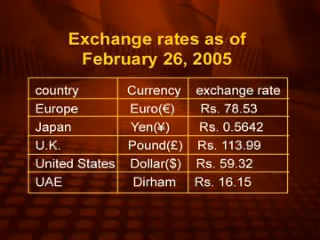 Exchange rates as of
February 26, 2005
country Currency exchange rate
Europe Euro(€) Rs. 78.53
Japan Yen(¥) Rs. 0.5642
U.K. Pound(£) Rs. 113.99
United States Dollar($) Rs. 59.32
UAE Dirham Rs. 16.15